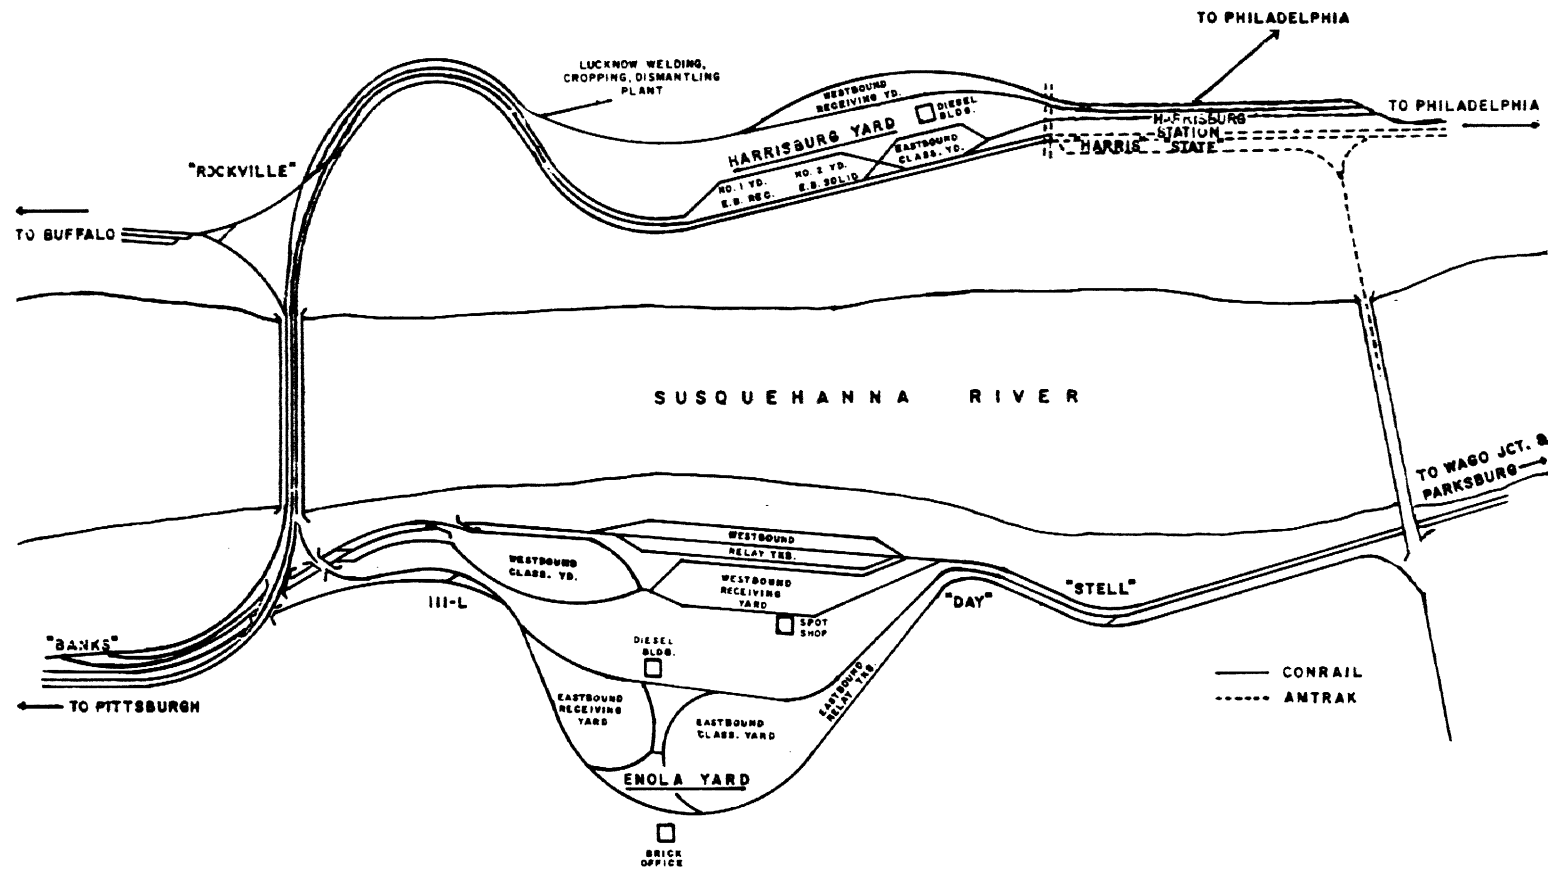 TO PHILADELPHIA
LUCKNOW WELDING,
CROPPING, DISMANTLING
PLANT
WESTBOUND
RECEIVING YD.
DIESEL
BLDG.
TO PHILADELPHIA
HARRISBURG
STATION
"HARRIS" "STATE"
HARRISBURG YARD
EASTBOUND
CLASS. YD.
NO. 1 YD.
E.B. REC.
NO. 2 YD.
E.B. SOLID
"ROCKVILLE"
TO BUFFALO
SUSQUEHANNA RIVER
TO WAGO JCT. &
PARKSBURG
WESTBOUND
RELAY TKS.
WESTBOUND
CLASS. YD.
WESTBOUND
RECEIVING
YARD
"STELL"
"DAY"
III-L
SPOT
SHOP
"BANKS"
DIESEL
BLDG.
TO PITTSBURGH
EASTBOUND
RECEIVING
YARD
EASTBOUND
CLASS. YARD
EASTBOUND
RELAY TKS.
CONRAIL
AMTRAK
ENOLA YARD
BRICK
OFFICE